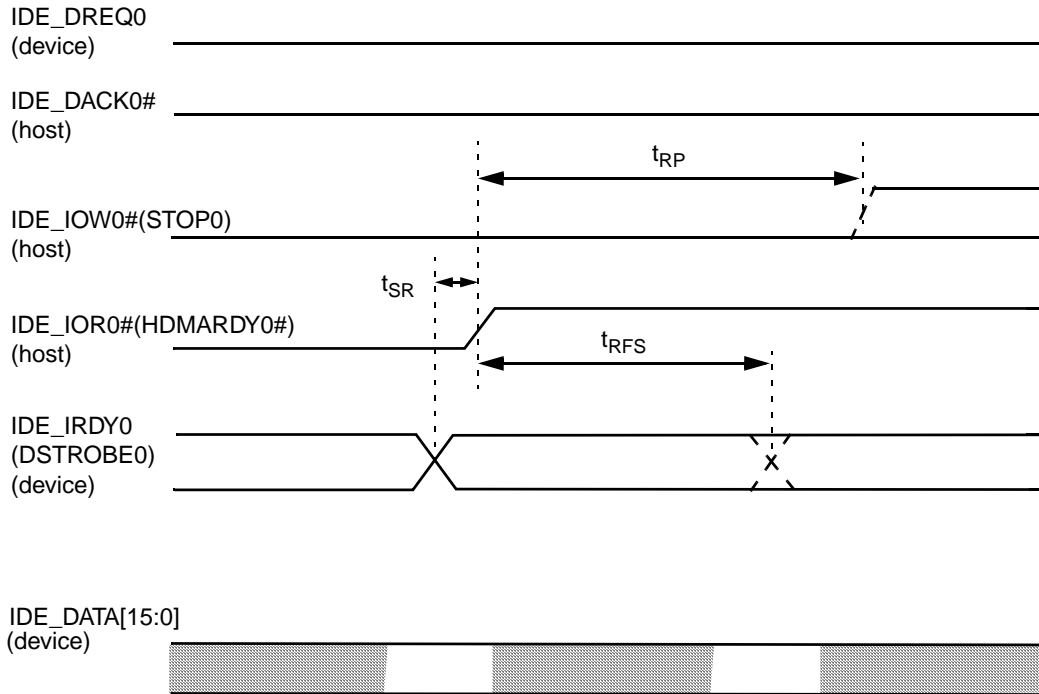 IDE_DREQ0
(device)
IDE_DACK0#
(host)
tRP
IDE_IOW0#(STOP0)
(host)
tSR
IDE_IOR0#(HDMARDY0#)
(host)
tRFS
IDE_IRDY0
(DSTROBE0)
(device)
IDE_DATA[15:0]
(device)